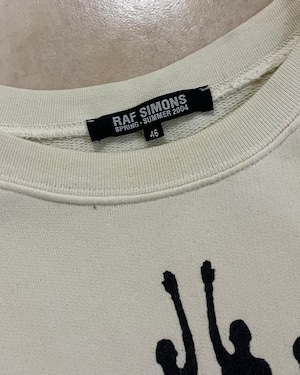 RAF SIMONS
SPRING - SUMMER 2004
46